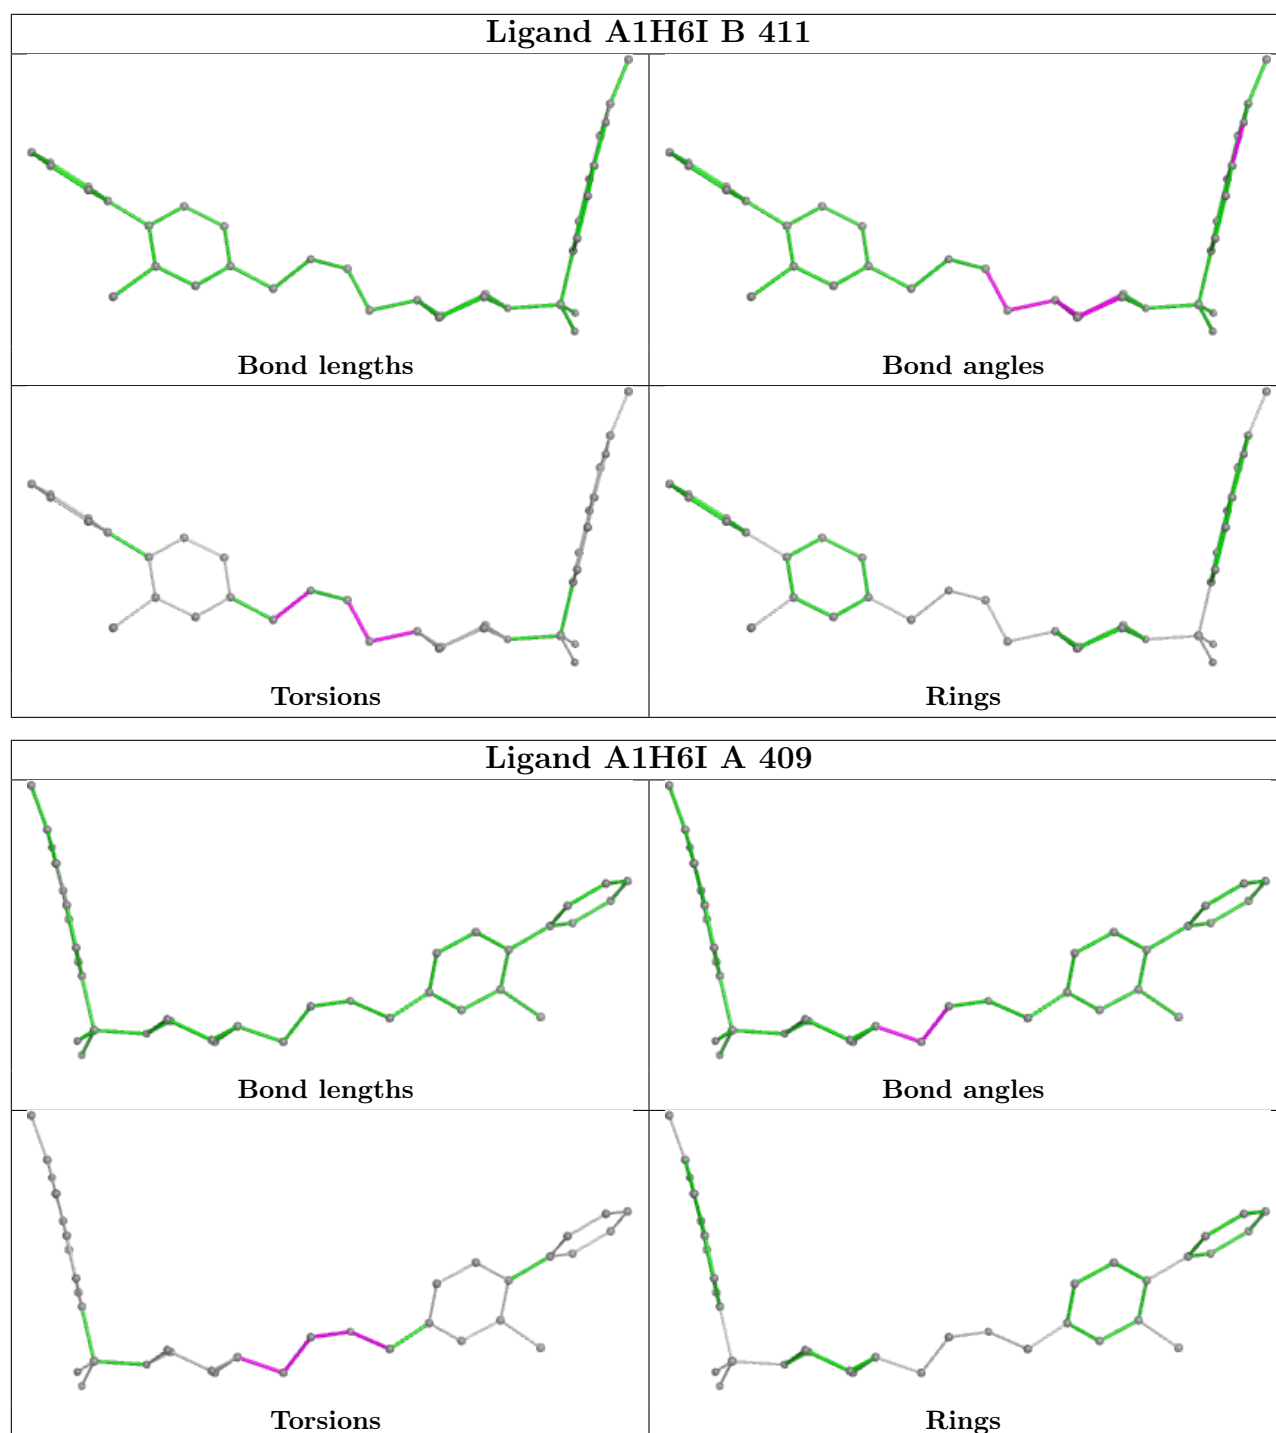 Ligand A1H6I B 411
Bond lengths
Bond angles
Torsions
Rings
Ligand A1H6I A 409
Bond lengths
Bond angles
Torsions
Rings